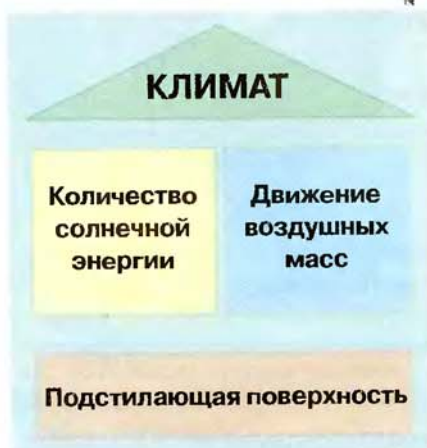 КЛИМАТ
Количество
солнечной
энергии
Движение
воздушных
масс
Подстилающая поверхность